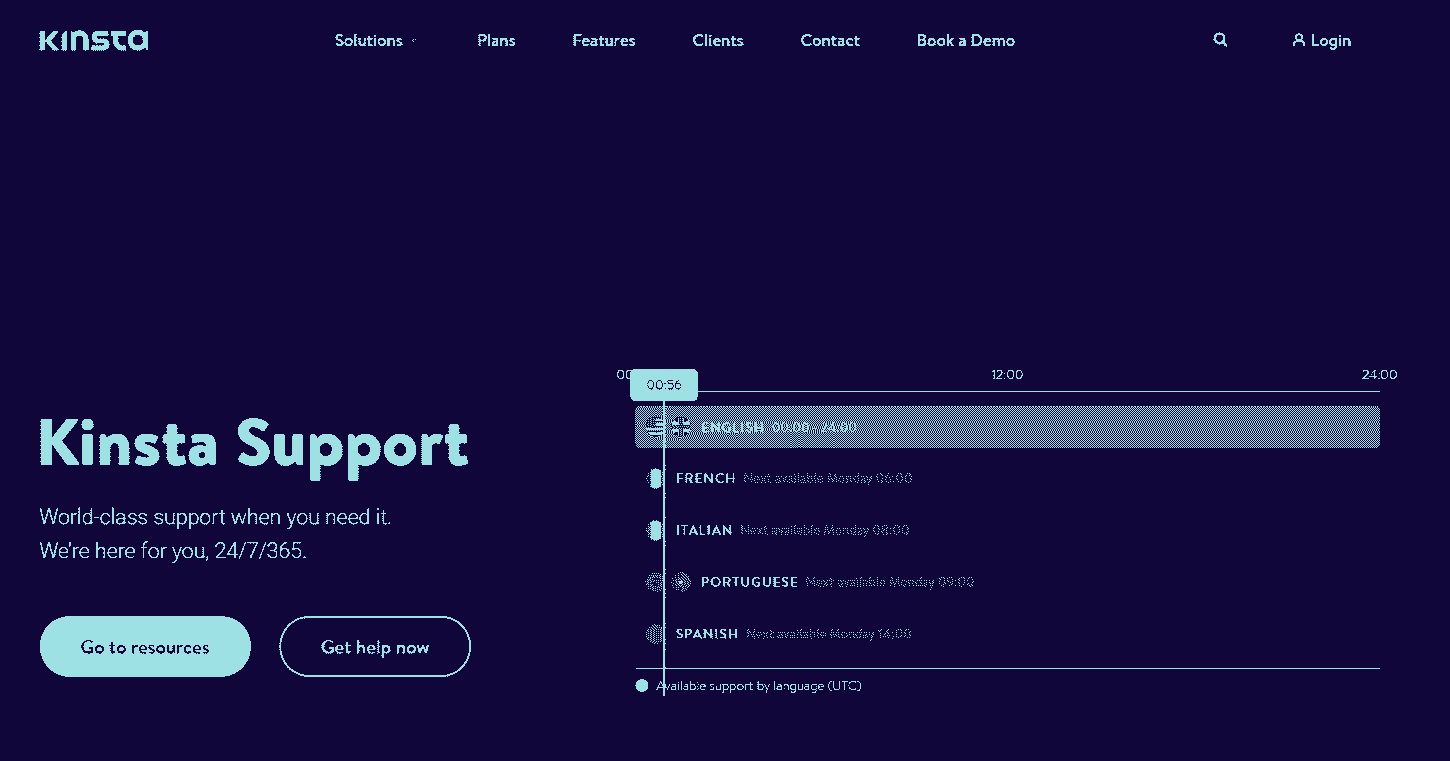 KINSTA
Solutions Plans Features Clients Contact Book a Demo Login
00:56 12:00 24:00
Kinsta Support
World-class support when you need it.
We're here for you, 24/7/365.
Go to resources
Get help now
ENGLISH 00:00 - 24:00
FRENCH Next available Monday 06:00
ITALIAN Next available Monday 08:00
PORTUGUESE Next available Monday 09:00
SPANISH Next available Monday 14:00
Available support by language (UTC)